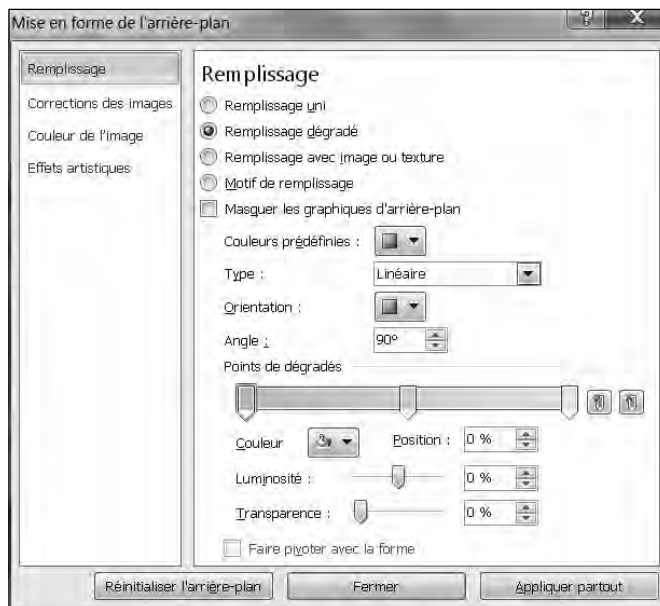 Mise en forme de l'arrière-plan
Remplissage
Corrections des images
Couleur de l'image
Effets artistiques
Remplissage
Remplissage uni
Remplissage dégradé
Remplissage avec image ou texture
Motif de remplissage
Masquer les graphiques d'arrière-plan
Couleurs prédéfinies :
Type : Linéaire
Orientation :
Angle : 90°
Points de dégradés
Couleur Position : 0 %
Luminosité : 0 %
Transparence : 0 %
Faire pivoter avec la forme
Réinitialiser l'arrière-plan Fermer Appliquer partout